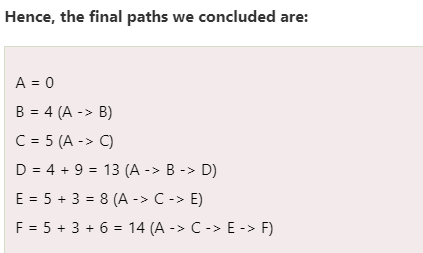 Hence, the final paths we concluded are:
A = 0
B = 4 (A -> B)
C = 5 (A -> C)
D = 4 + 9 = 13 (A -> B -> D)
E = 5 + 3 = 8 (A -> C -> E)
F = 5 + 3 + 6 = 14 (A -> C -> E -> F)